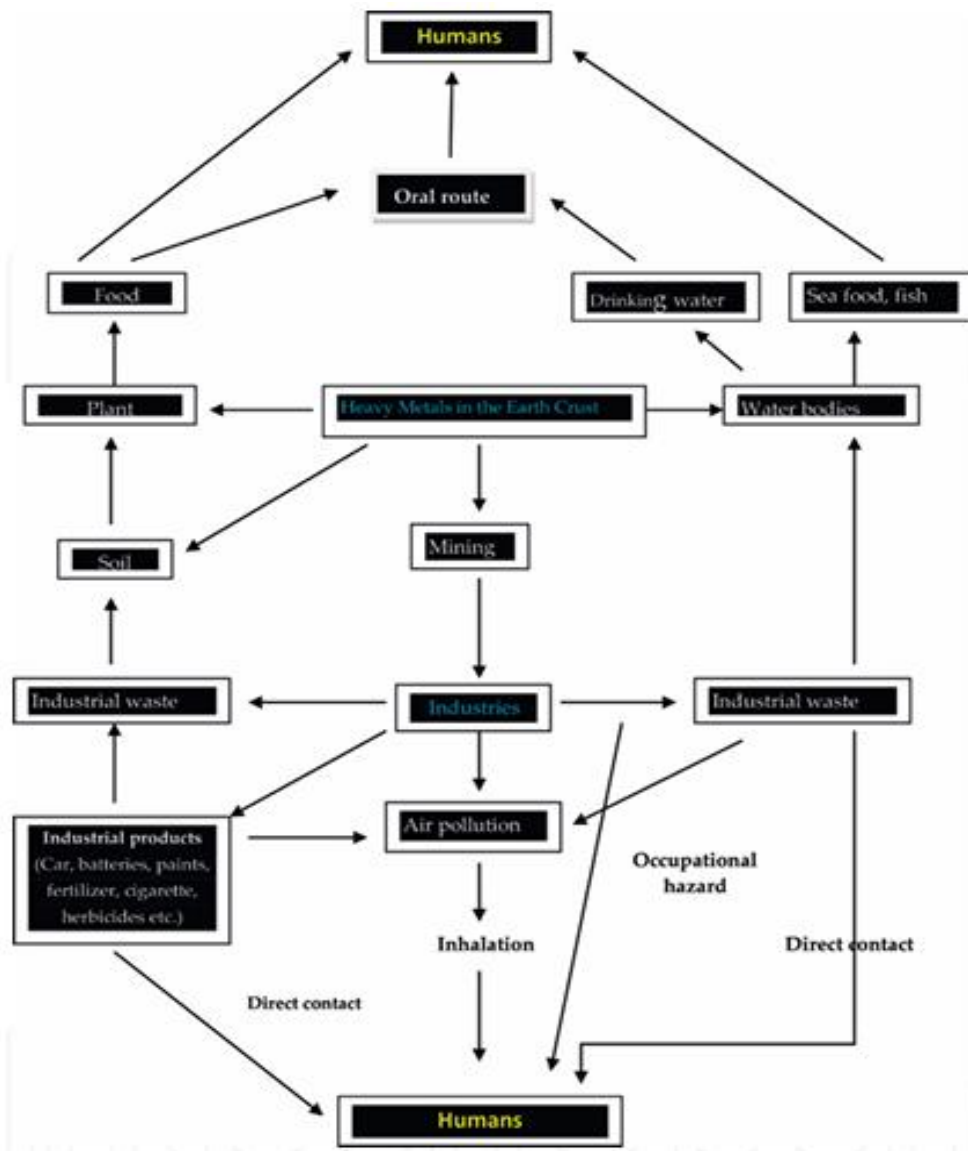 Humans
Oral route
Food
Drinking water
Sea food, fish
Plant
Heavy Metals in the Earth Crust
Water bodies
Mining
Soil
Industrial waste
Industries
Industrial waste
Air pollution
Industrial products
(Car, batteries, paints,
fertilizer, cigarette,
herbicides etc.)
Occupational
hazard
Inhalation
Direct contact
Direct contact
Humans